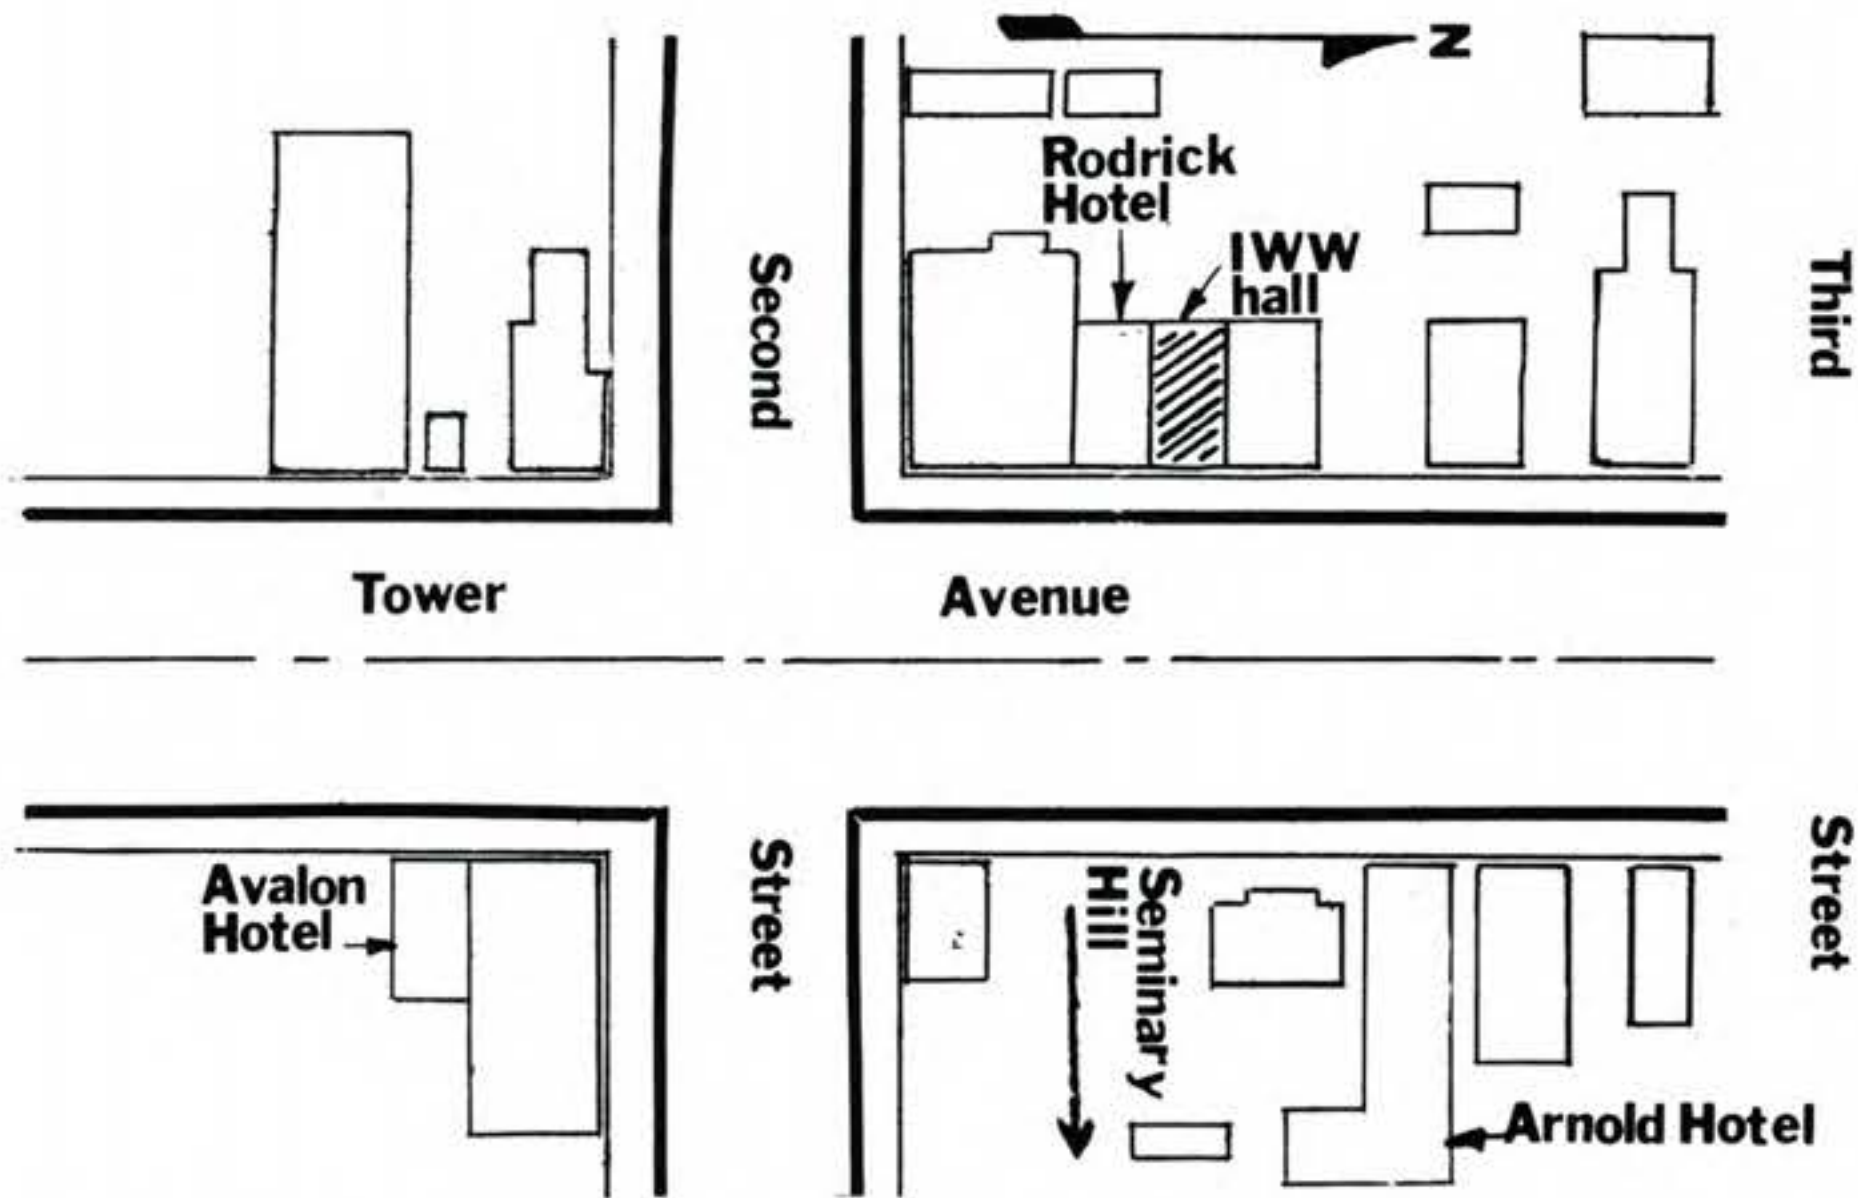 N
Rodrick
Hotel
IWW
hall
Second
Third
Tower
Avenue
Avalon
Hotel
Street
Seminary
Hill
Street
Arnold Hotel